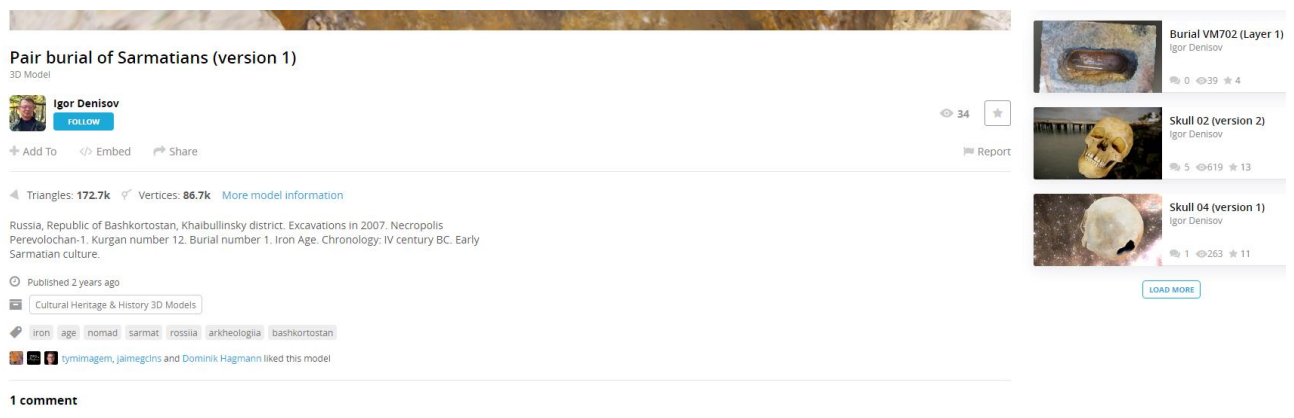 Pair burial of Sarmatians (version 1)
3D Model
Igor Denisov
FOLLOW
34
Add To
Embed
Share
Report
Triangles: 172.7k Vertices: 86.7k More model information
Russia, Republic of Bashkortostan, Khaibullinsky district. Excavations in 2007. Necropolis
Perevolochan-1. Kurgan number 12. Burial number 1. Iron Age. Chronology: IV century BC. Early
Sarmatian culture.
Published 2 years ago
Cultural Heritage & History 3D Models
iron age nomad sarmat rossiia arkheologiia bashkortostan
tymimagem, jaimegclns and Dominik Hagmann liked this model
1 comment
Burial VM702 (Layer 1)
Igor Denisov
0 39 4
Skull 02 (version 2)
Igor Denisov
5 619 13
Skull 04 (version 1)
Igor Denisov
1 263 11
LOAD MORE